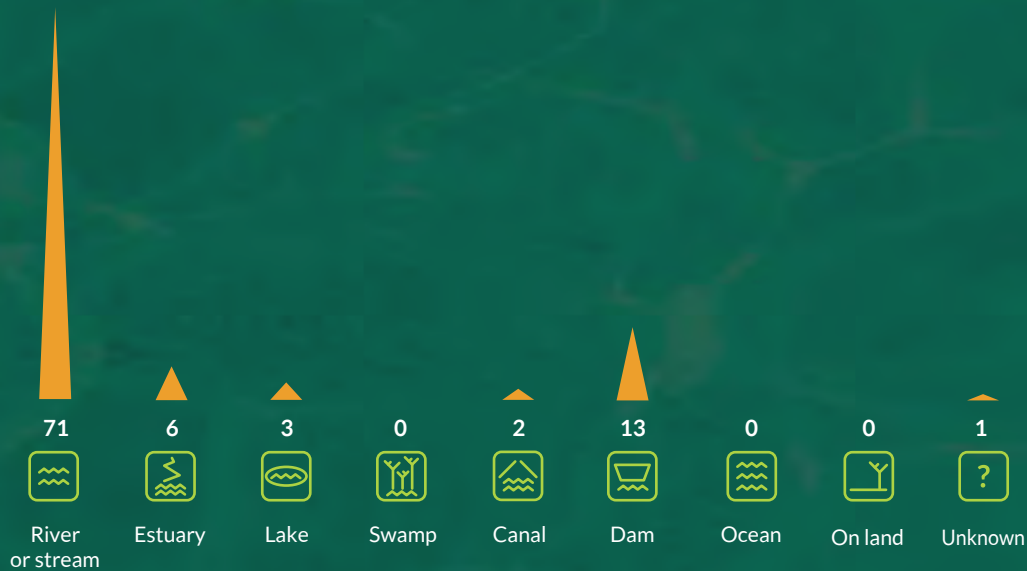 71 6 3 0 2 13 0 0 1
?
River Estuary Lake Swamp Canal Dam Ocean On land Unknown
or stream